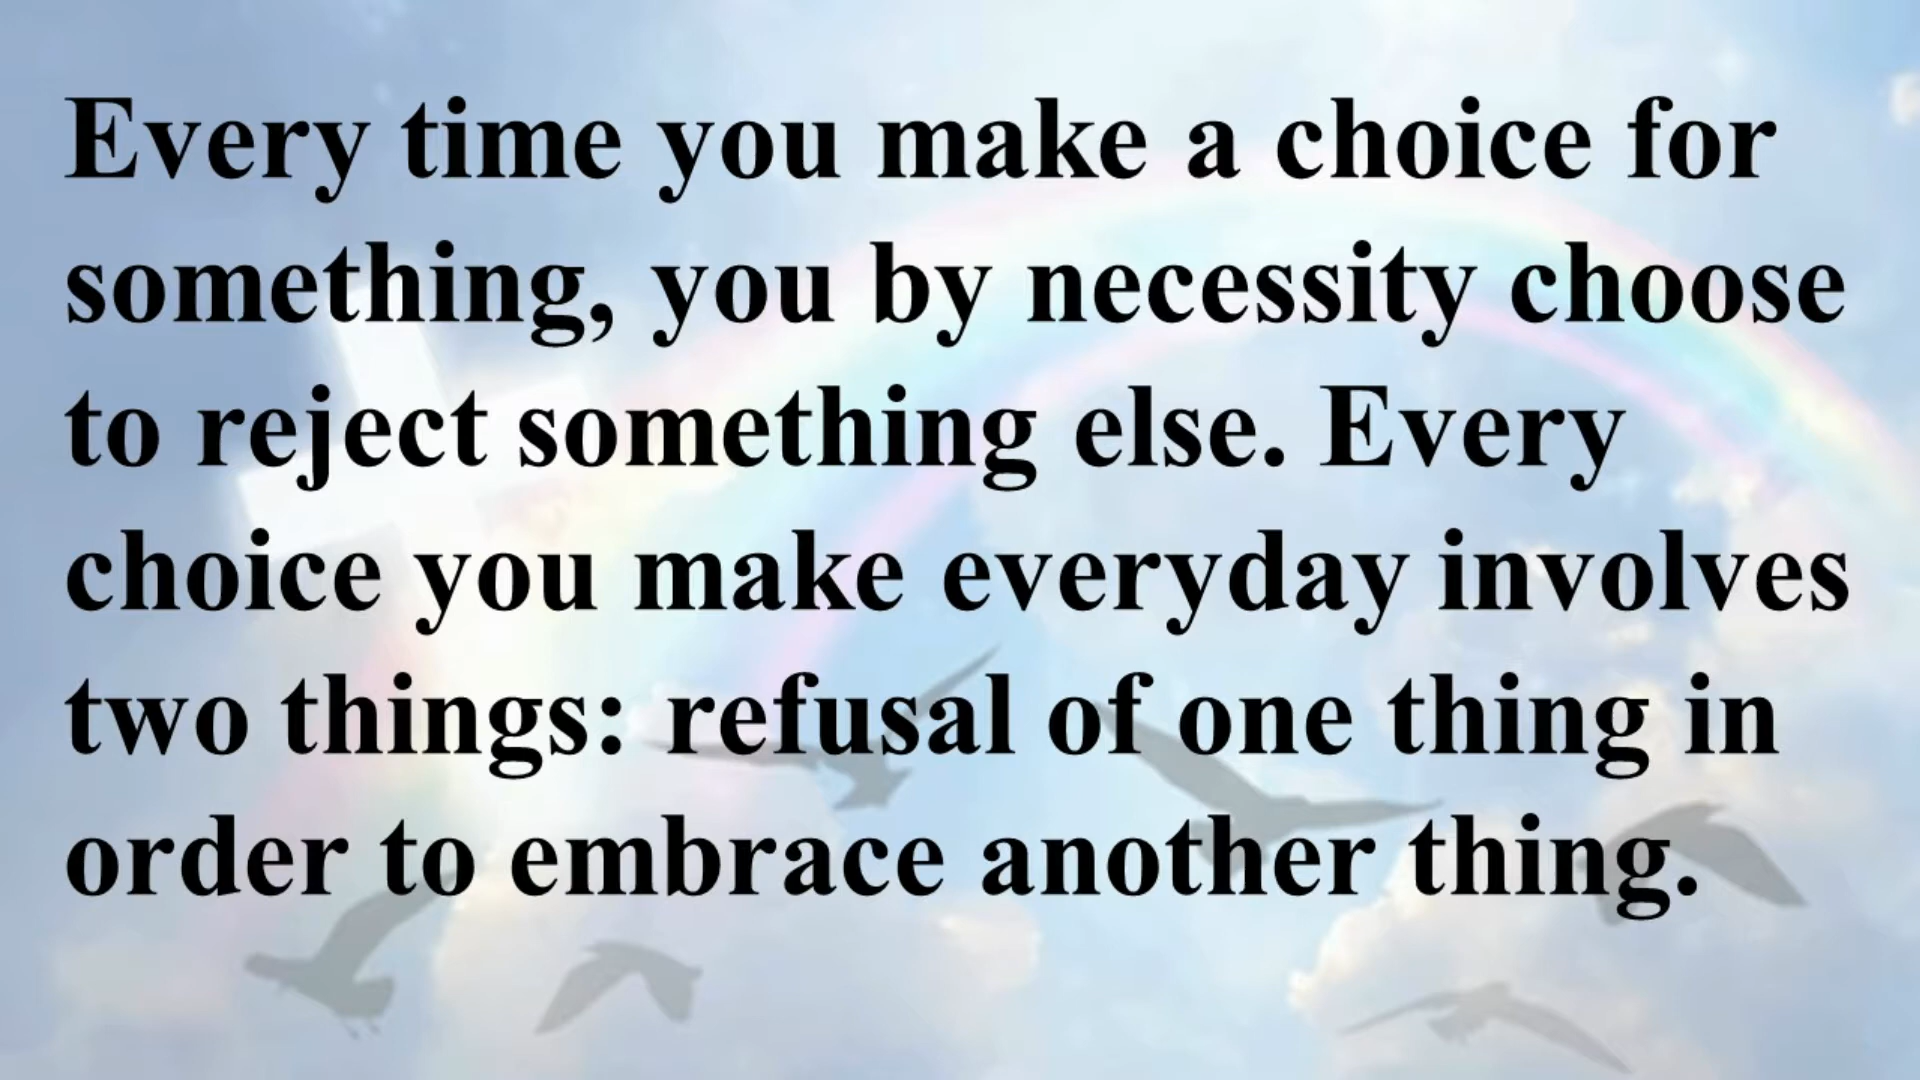 Every time you make a choice for
something, you by necessity choose
to reject something else. Every
choice you make everyday involves
two things: refusal of one thing in
order to embrace another thing.